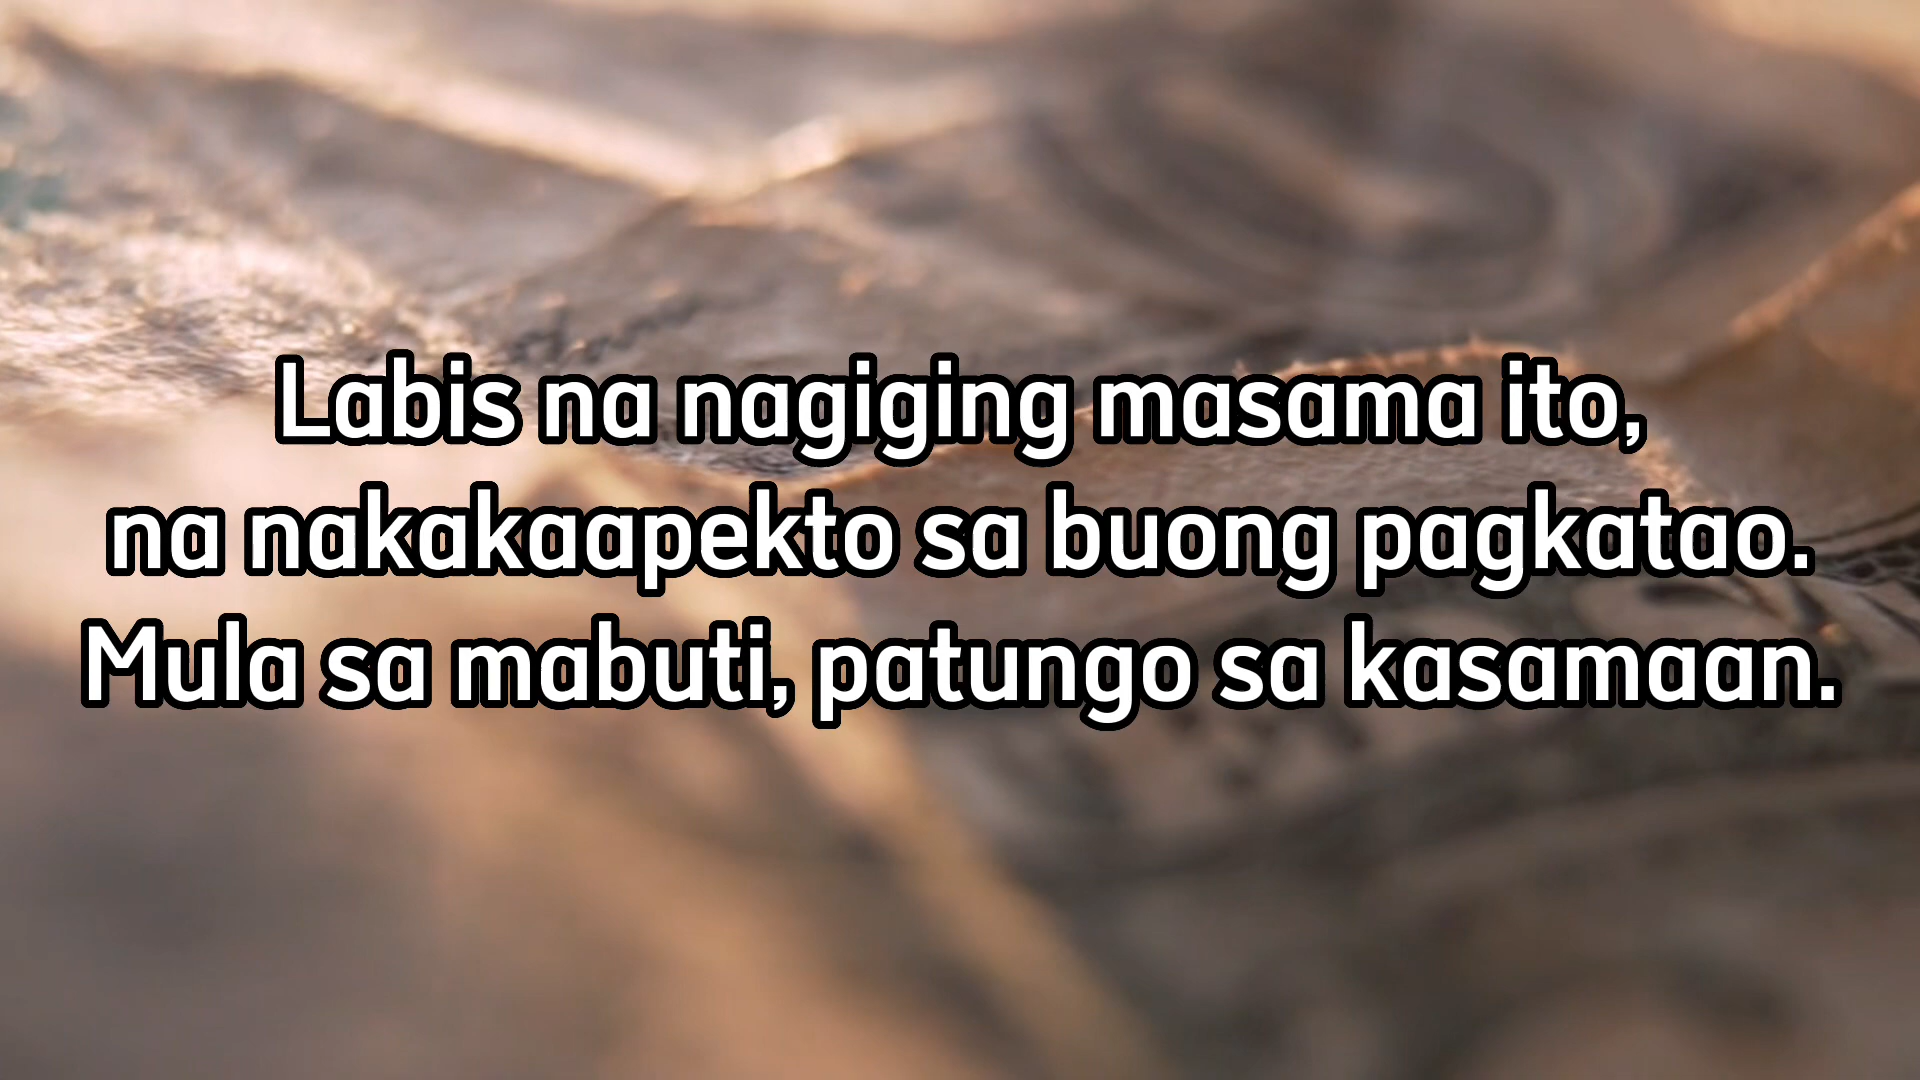 Labis na nagiging masama ito,
na nakakaapekto sa buong pagkatao.
Mula sa mabuti, patungo sa kasamaan.